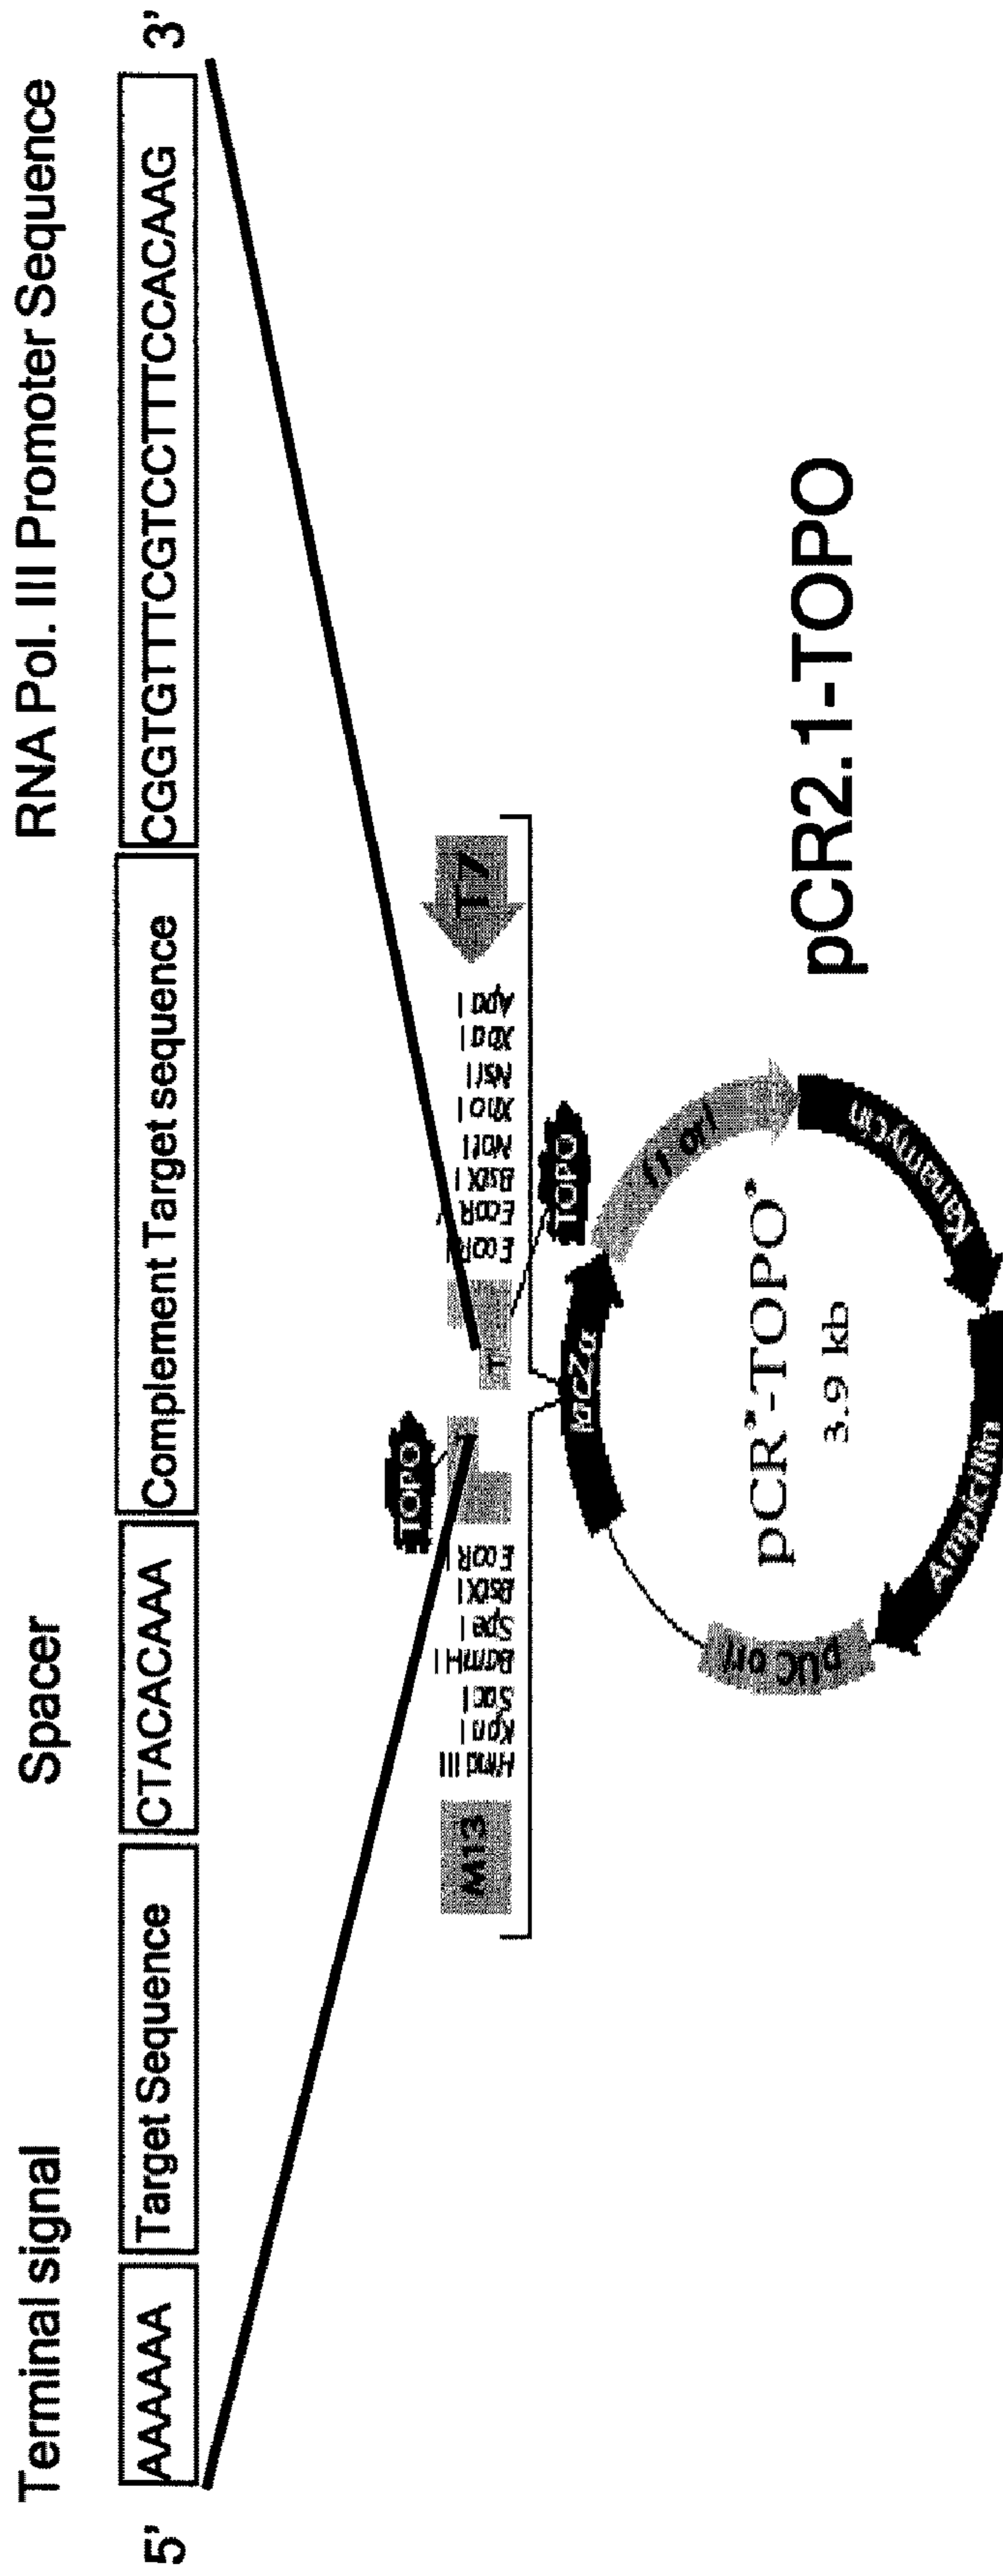 Terminal signal Spacer RNA Pol. III Promoter Sequence
5' AAAAAA Target Sequence CTACACAAA Complement Target sequence CGGTGTTTCGTCCTTTCCACAAG 3'
TOPO
M13 Hind III Kpn I Sac I BamH I Spe I BstX I EcoR I T T EcoR I EcoR V BstX I Not I Xho I Nsi I Xba I Apa I T7
TOPO
lacZα
f1 ori
pUC ori
pCR®-TOPO®
3.9 kb
Kanamycin
Ampicillin
pCR2.1-TOPO